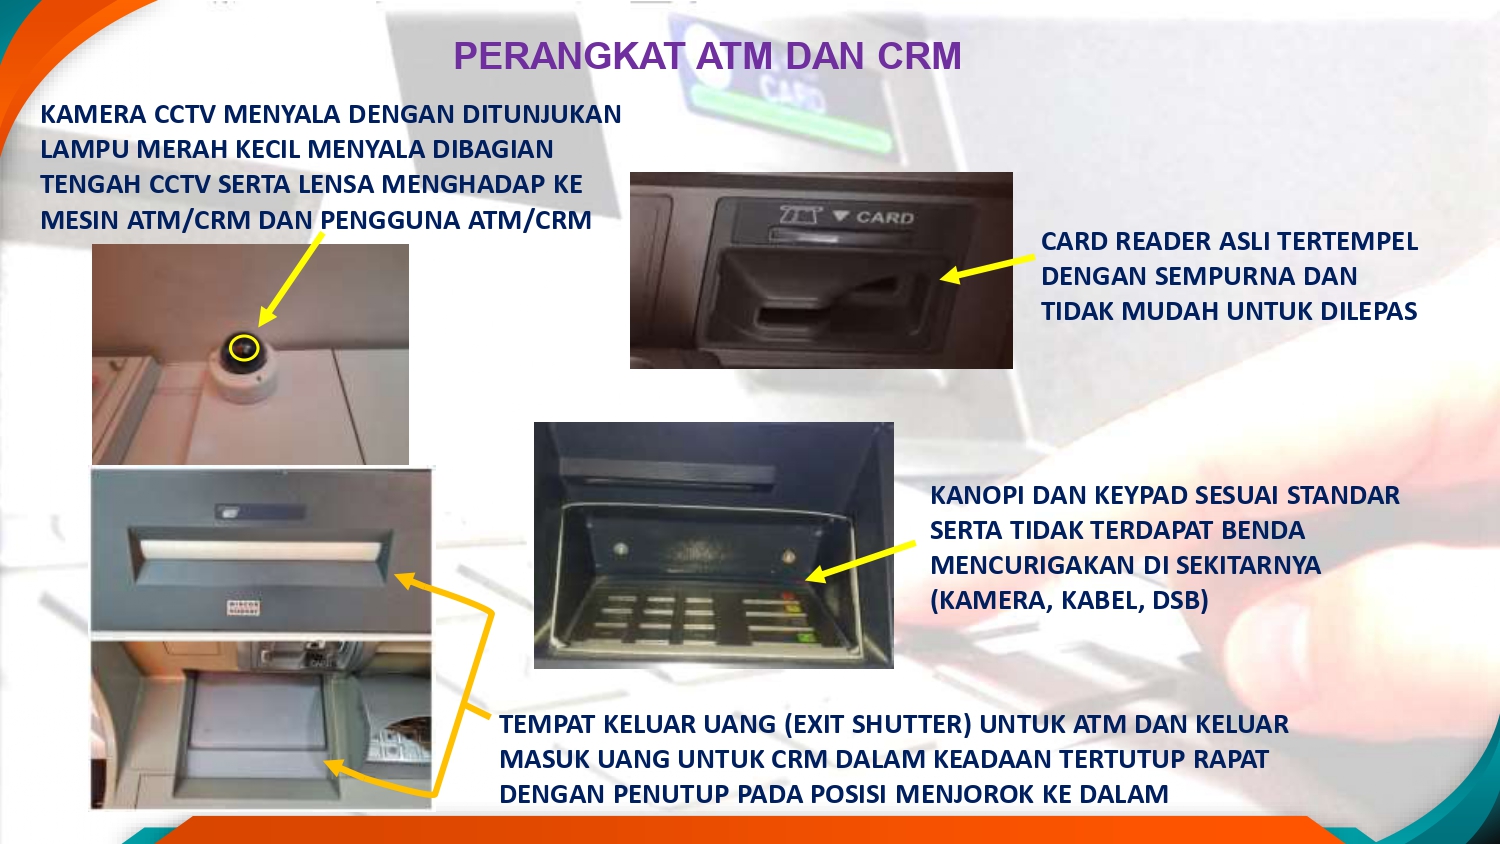 PERANGKAT ATM DAN CRM
KAMERA CCTV MENYALA DENGAN DITUNJUKAN
LAMPU MERAH KECIL MENYALA DIBAGIAN
TENGAH CCTV SERTA LENSA MENGHADAP KE
MESIN ATM/CRM DAN PENGGUNA ATM/CRM
CARD
CARD
CARD READER ASLI TERTEMPEL
DENGAN SEMPURNA DAN
TIDAK MUDAH UNTUK DILEPAS
KANOPI DAN KEYPAD SESUAI STANDAR
SERTA TIDAK TERDAPAT BENDA
MENCURIGAKAN DI SEKITARNYA
(KAMERA, KABEL, DSB)
TEMPAT KELUAR UANG (EXIT SHUTTER) UNTUK ATM DAN KELUAR
MASUK UANG UNTUK CRM DALAM KEADAAN TERTUTUP RAPAT
DENGAN PENUTUP PADA POSISI MENJOROK KE DALAM